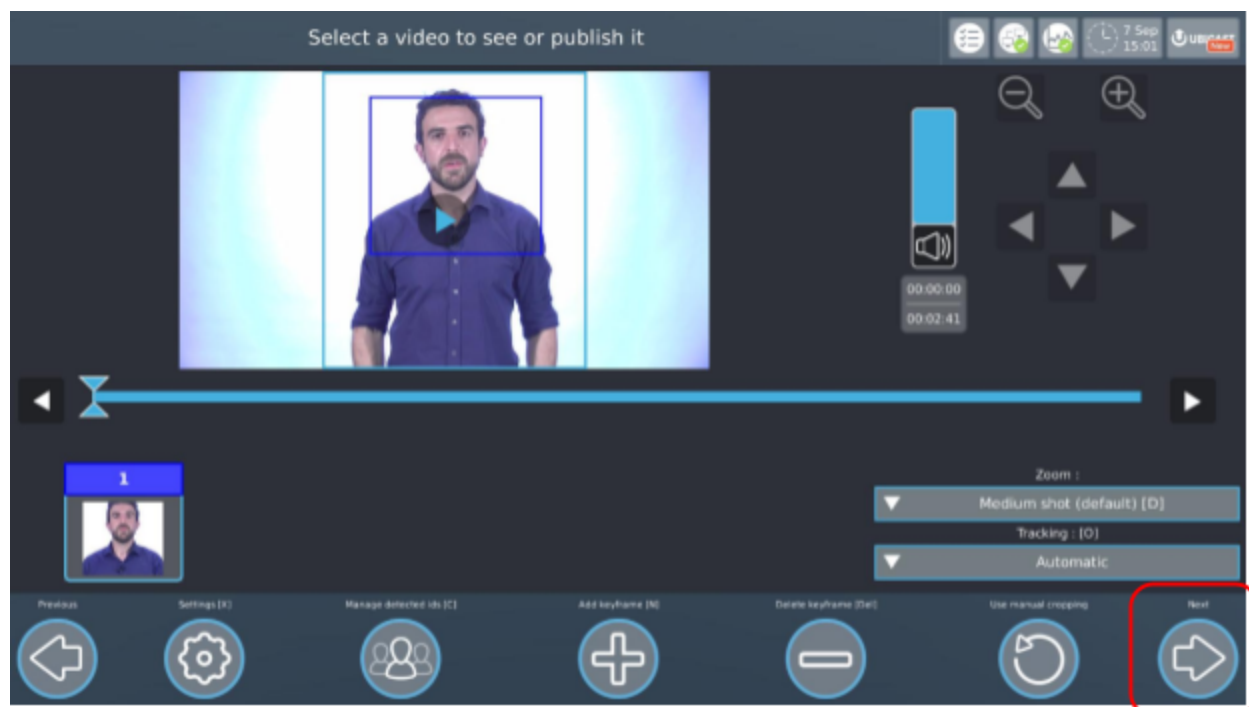 Select a video to see or publish it
7 Sep
15:01
UBICAST
New
00:00:00
00:02:41
1
Zoom :
Medium shot (default) [D]
Tracking : [O]
Automatic
Previous
Settings [X]
Manage detected ids [C]
Add keyframe [N]
Delete keyframe [Del]
Use manual cropping
Next